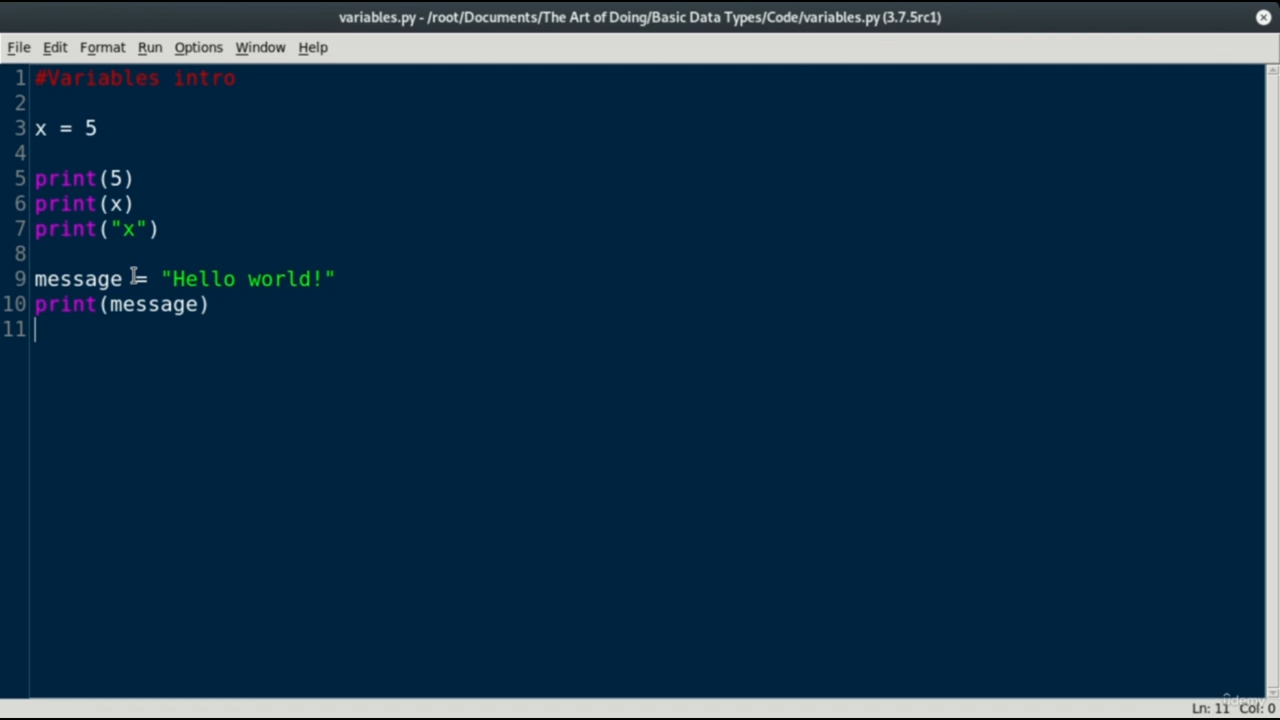 variables.py - /root/Documents/The Art of Doing/Basic Data Types/Code/variables.py (3.7.5rc1)
File Edit Format Run Options Window Help
1 #Variables intro
2
3 x = 5
4
5 print(5)
6 print(x)
7 print("x")
8
9 message = "Hello world!"
10 print(message)
11
udemy
Ln: 11 Col: 0